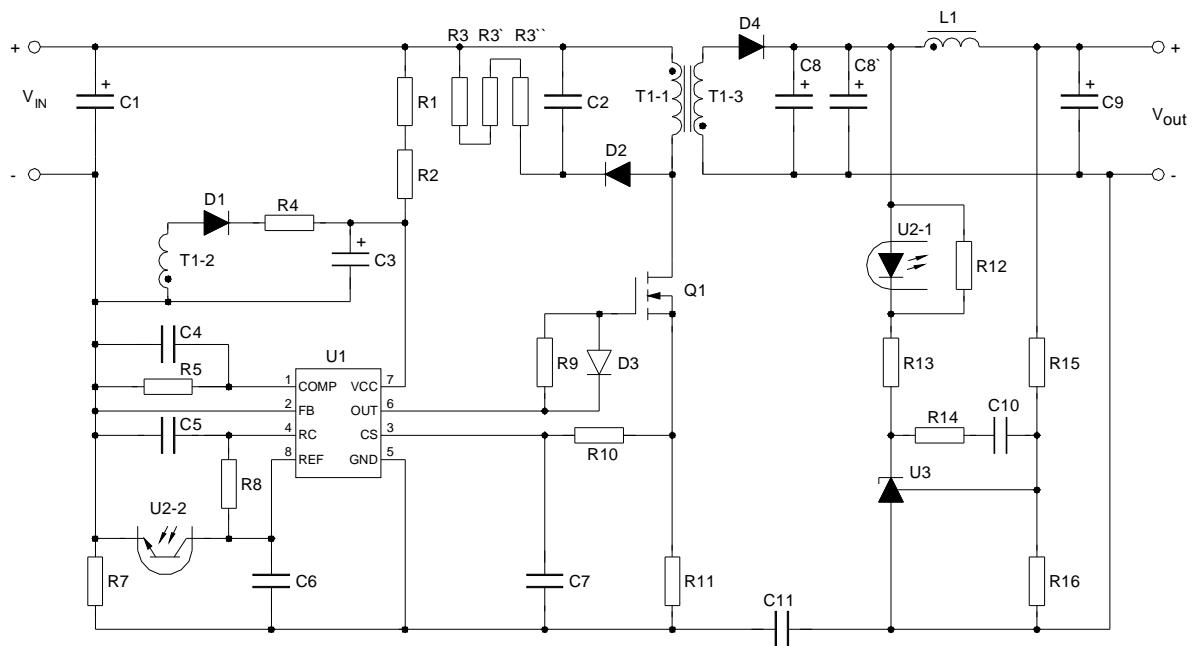 L1
R3 R3` R3`` D4
+ + + + +
C8 C8`
V IN C1 R1 C2 T1-1 T1-3 C9 V out
- D2 -
R2
D1 R4
+
U2-1
T1-2 C3 R12
Q1
C4 U1
R9 D3 R13 R15
R5 1 COMP VCC 7
2 FB OUT 6
C5 4 RC CS 3 R14 C10
8 REF GND 5 R10
R8 U3
U2-2
R7 C6 C7 R11 R16
C11